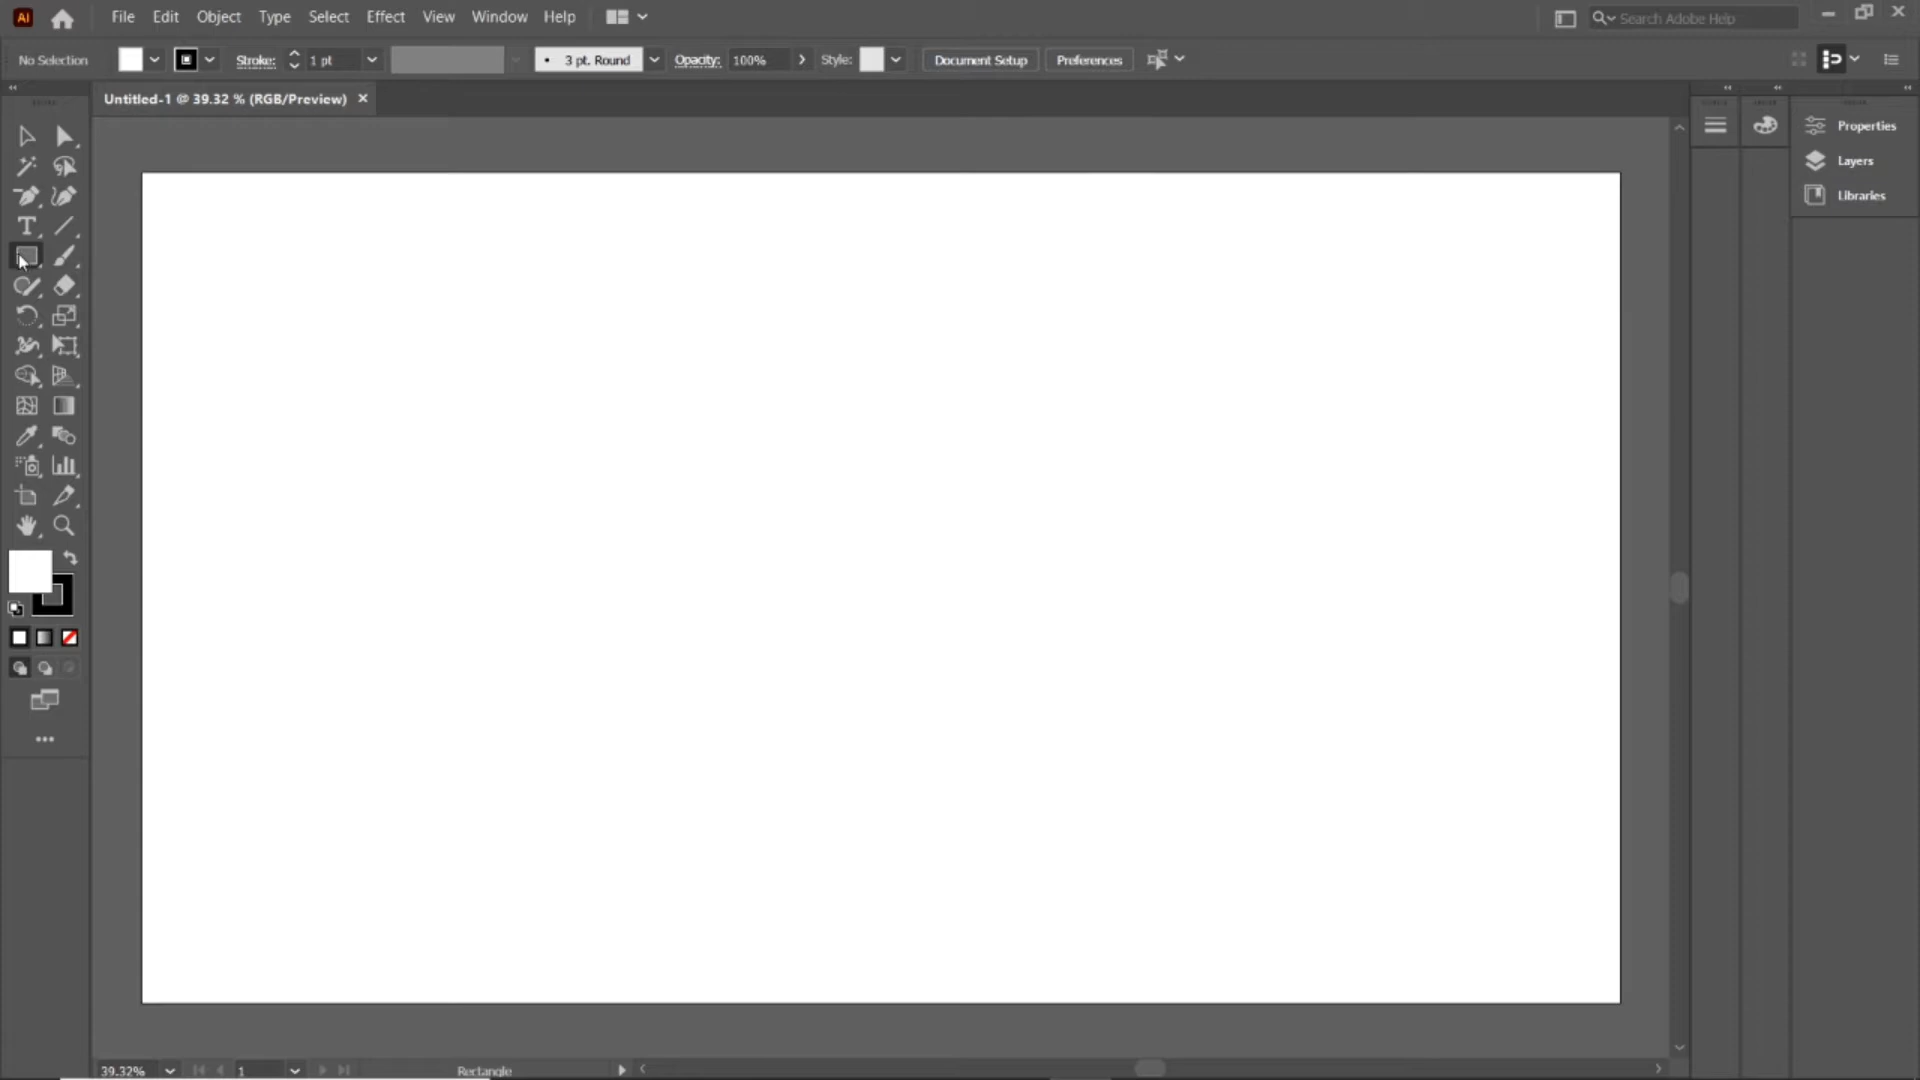 Ai File Edit Object Type Select Effect View Window Help Search Adobe Help
No Selection Stroke: 1 pt 3 pt. Round Opacity: 100% Style: Document Setup Preferences
Untitled-1 @ 39.32 % (RGB/Preview)
Properties
Layers
Libraries
39.32% 1 Rectangle